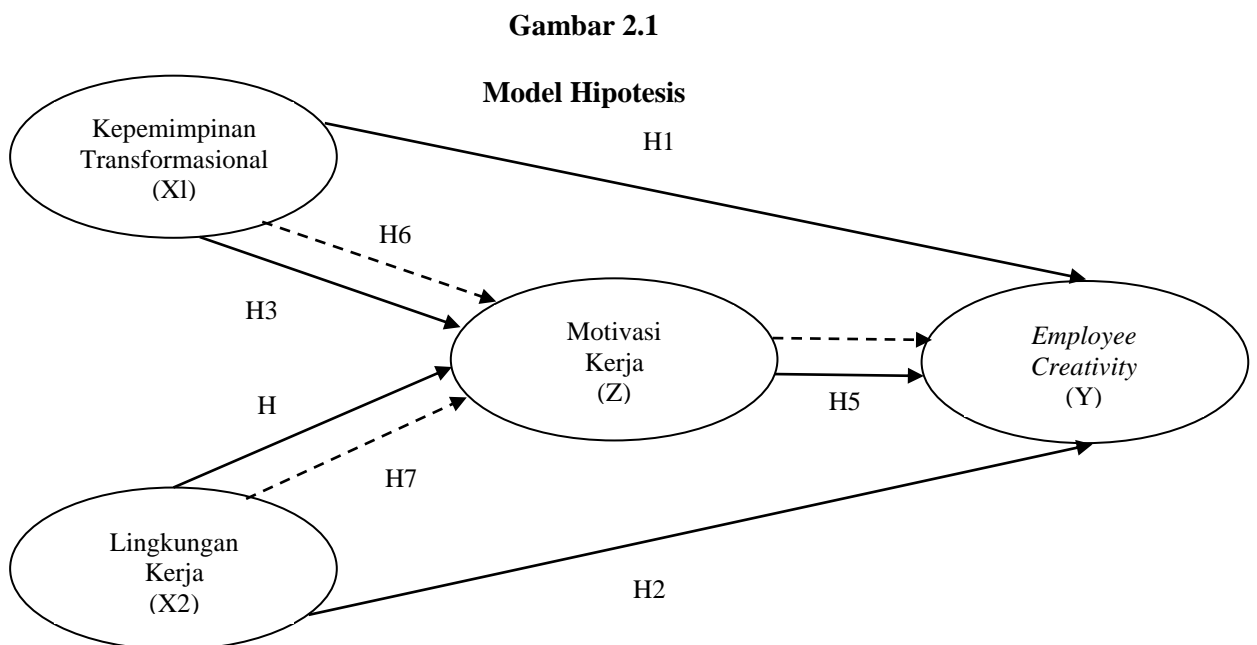 Gambar 2.1
Model Hipotesis
Kepemimpinan
Transformasional
(Xl)
H1
H6
H3
Motivasi
Kerja
(Z)
Employee
Creativity
(Y)
H
H5
H7
Lingkungan
Kerja
(X2)
H2